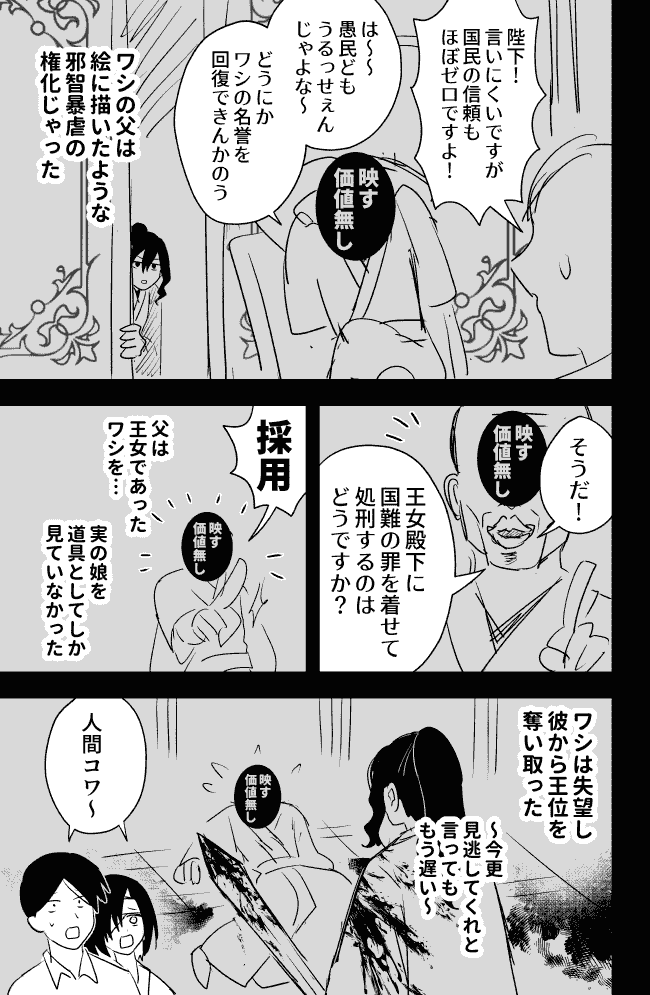 陛下！
言いにくいですが
国民の信頼も
ほぼゼロですよ！
は～～
愚民ども
うるっせぇん
じゃよな～
どうにか
ワシの名誉を
回復できんかのう
映す
価値無し
ワシの父は
絵に描いたような
邪智暴虐の
権化じゃった
そうだ！
映す
価値無し
王女殿下に
国難の罪を着せて
処刑するのは
どうですか？
採用
映す
価値無し
父は
王女であった
ワシを…
実の娘を
道具としてしか
見ていなかった
ワシは失望し
彼から王位を
奪い取った
～今更
見逃してくれと
言っても
もう遅い～
映す
価値無し
人間コワ～